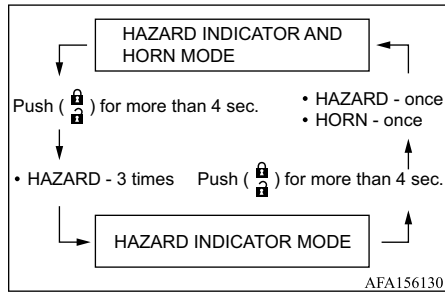 HAZARD INDICATOR AND
HORN MODE
Push ( ) for more than 4 sec.
• HAZARD - once
• HORN - once
• HAZARD - 3 times
Push ( ) for more than 4 sec.
HAZARD INDICATOR MODE
AFA156130